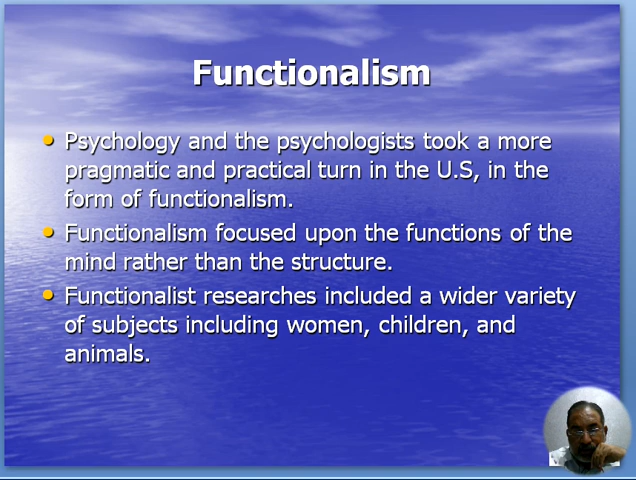 Functionalism
• Psychology and the psychologists took a more
pragmatic and practical turn in the U.S, in the
form of functionalism.
• Functionalism focused upon the functions of the
mind rather than the structure.
• Functionalist researches included a wider variety
of subjects including women, children, and
animals.